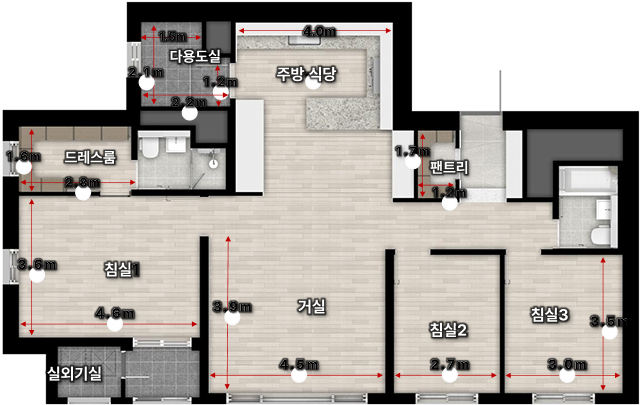 4.0m
1.5m
다용도실
2.1m
1.2m
주방 식당
2.2m
1.6m
드레스룸
2.9m
1.7m
팬트리
1.2m
3.6m
침실1
4.6m
3.9m
거실
침실2
침실3
3.5m
4.5m
2.7m
3.0m
실외기실